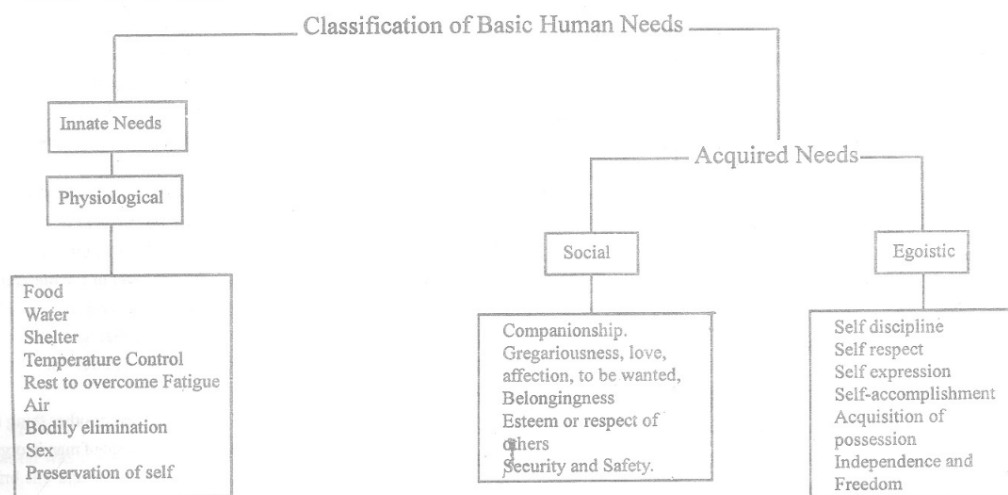 Classification of Basic Human Needs
Innate Needs
Physiological
Food
Water
Shelter
Temperature Control
Rest to overcome Fatigue
Air
Bodily elimination
Sex
Preservation of self
Acquired Needs
Social
Companionship.
Gregariousness, love,
affection, to be wanted,
Belongingness
Esteem or respect of
others
Security and Safety.
Egoistic
Self discipline
Self respect
Self expression
Self-accomplishment
Acquisition of
possession
Independence and
Freedom